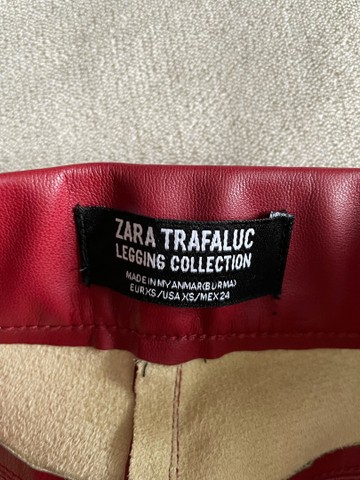 ZARA TRAFALUC
LEGGING COLLECTION
MADE IN MYANMAR(BURMA)
EUR XS/USA XS/MEX 24